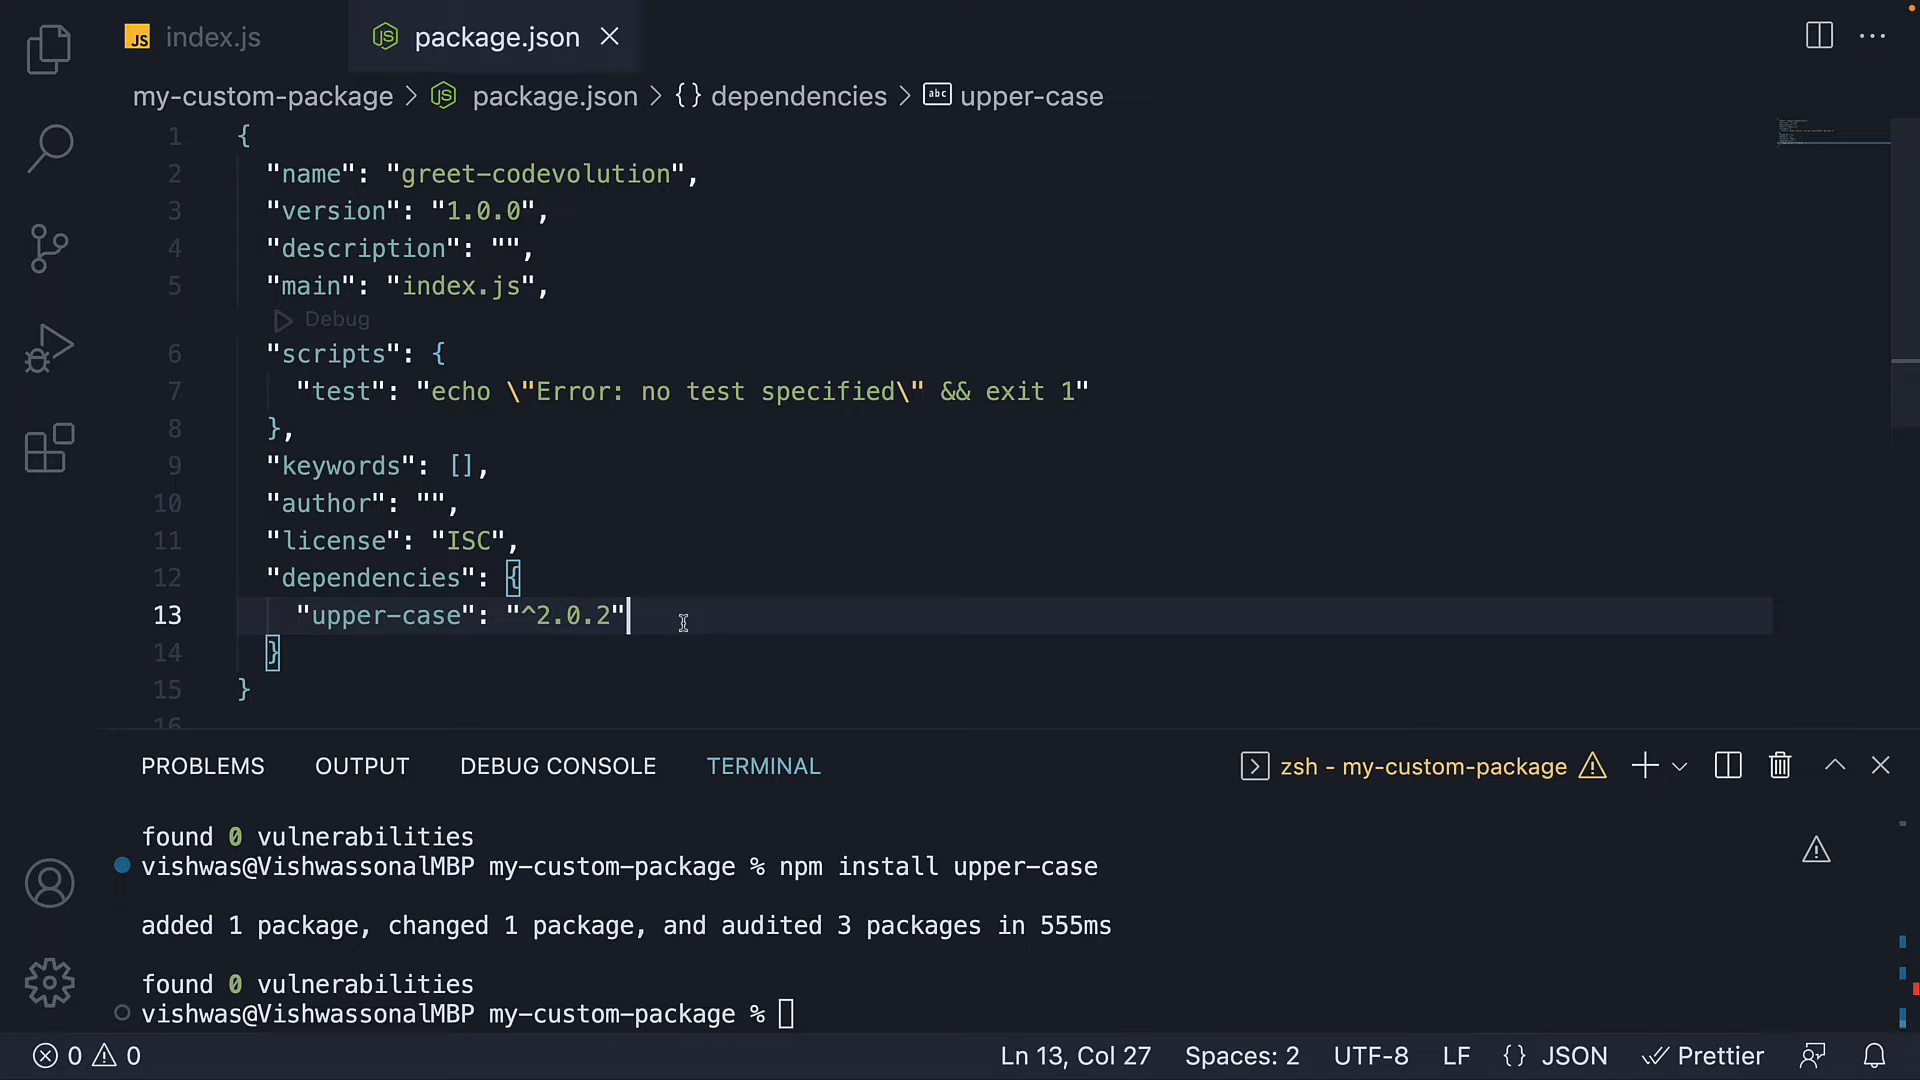 JS index.js
JS package.json
my-custom-package > JS package.json > {} dependencies > abc upper-case
1 {
2 "name": "greet-codevolution",
3 "version": "1.0.0",
4 "description": "",
5 "main": "index.js",
Debug
6 "scripts": {
7 "test": "echo \"Error: no test specified\" && exit 1"
8 },
9 "keywords": [],
10 "author": "",
11 "license": "ISC",
12 "dependencies": {
13 "upper-case": "^2.0.2"
14 }
15 }
16
PROBLEMS OUTPUT DEBUG CONSOLE TERMINAL zsh - my-custom-package
found 0 vulnerabilities
vishwas@VishwassonalMBP my-custom-package % npm install upper-case
added 1 package, changed 1 package, and audited 3 packages in 555ms
found 0 vulnerabilities
vishwas@VishwassonalMBP my-custom-package %
0 0 Ln 13, Col 27 Spaces: 2 UTF-8 LF {} JSON Prettier